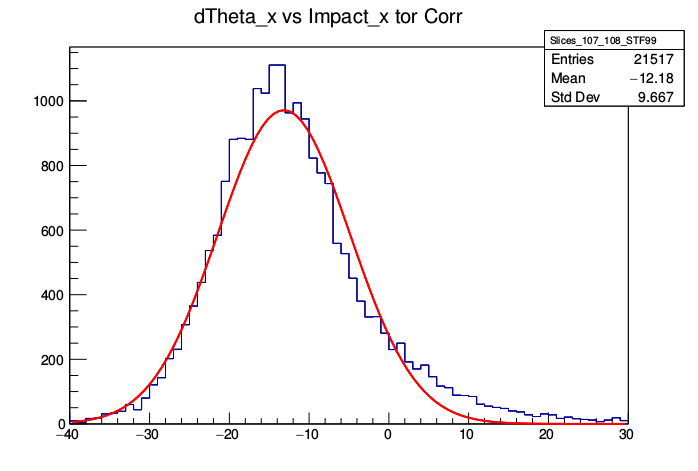 dTheta_x vs Impact_x tor Corr
Slices_107_108_STF99
Entries 21517
Mean −12.18
Std Dev 9.667
1000
800
600
400
200
0
−40 −30 −20 −10 0 10 20 30